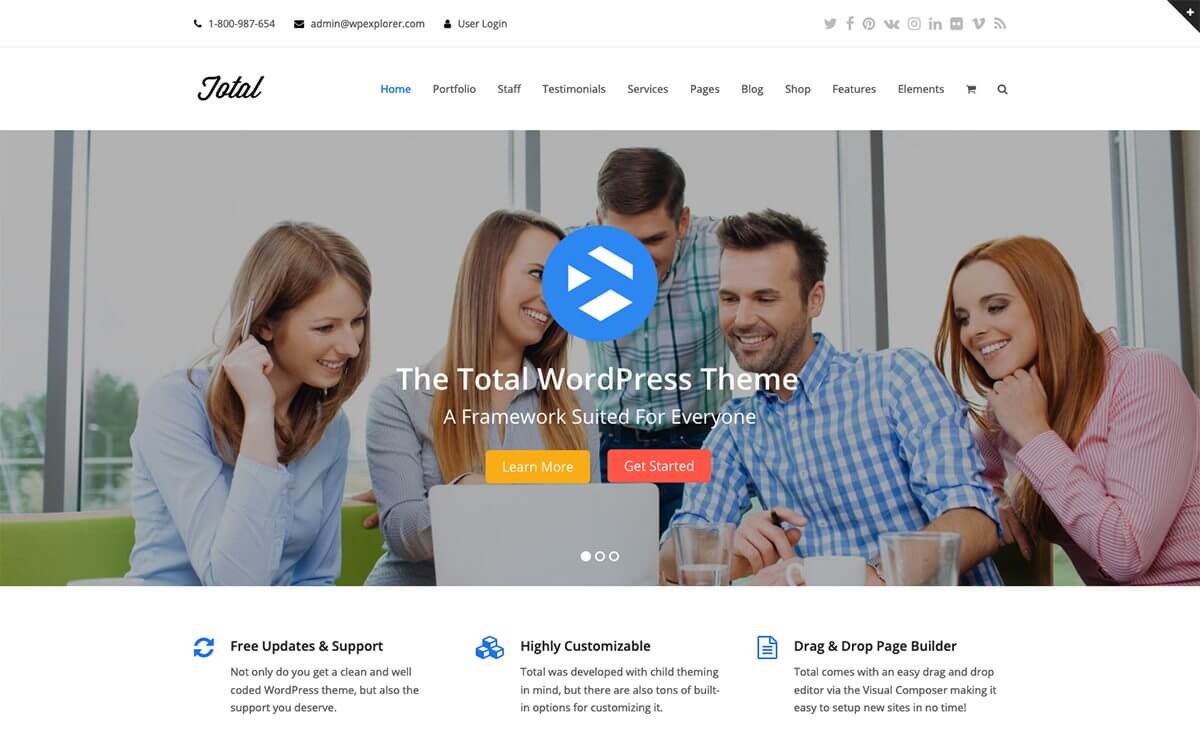 1-800-987-654 admin@wpexplorer.com User Login
Total
Home Portfolio Staff Testimonials Services Pages Blog Shop Features Elements
The Total WordPress Theme
A Framework Suited For Everyone
Learn More Get Started
Free Updates & Support
Not only do you get a clean and well
coded WordPress theme, but also the
support you deserve.
Highly Customizable
Total was developed with child theming
in mind, but there are also tons of built-
in options for customizing it.
Drag & Drop Page Builder
Total comes with an easy drag and drop
editor via the Visual Composer making it
easy to setup new sites in no time!